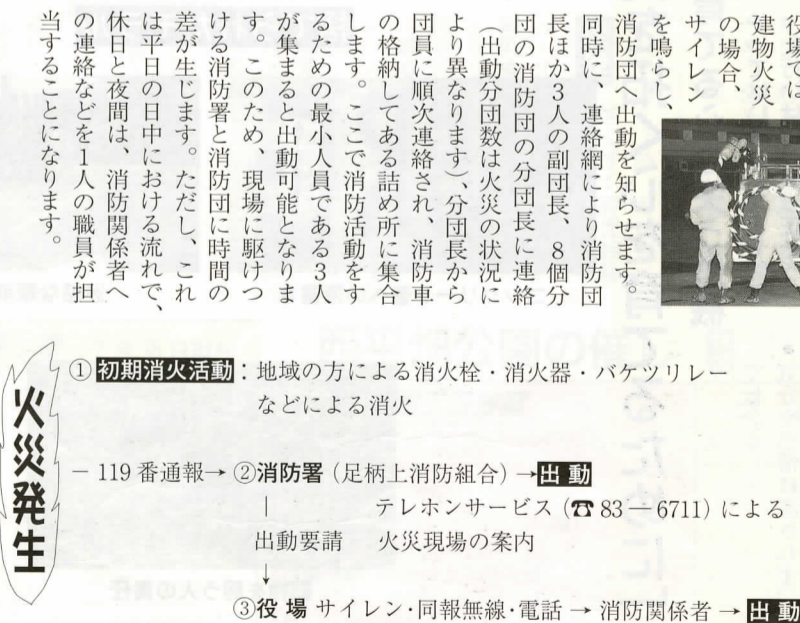 役場では
建物火災
の場合、
サイレン
を鳴らし、
消防団へ出動を知らせます。
同時に、連絡網により消防団
長ほか3人の副団長、8個分
団の消防団の分団長に連絡
（出動分団数は火災の状況に
より異なります）、分団長から
団員に順次連絡され、消防車
の格納してある詰め所に集合
します。ここで消防活動をす
るための最小人員である3人
が集まると出動可能となりま
す。このため、現場に駆けつ
ける消防署と消防団に時間の
差が生じます。ただし、これ
は平日の日中における流れで、
休日と夜間は、消防関係者へ
の連絡などを1人の職員が担
当することになります。
火災発生
①初期消火活動：地域の方による消火栓・消火器・バケツリレー
などによる消火
－119番通報→②消防署（足柄上消防組合）→出動
｜ テレホンサービス（☎83―6711）による
出動要請 火災現場の案内
↓
③役場 サイレン・同報無線・電話→消防関係者→出動